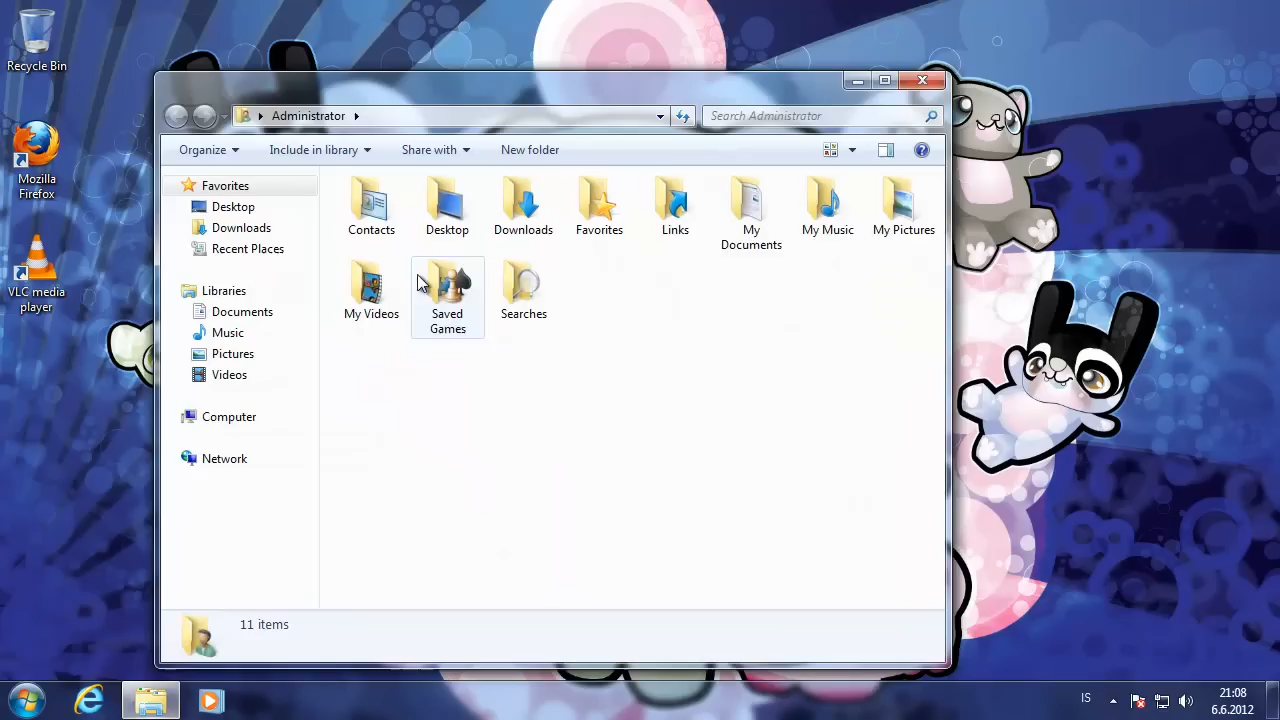 Recycle Bin
Mozilla
Firefox
VLC media
player
Administrator
Search Administrator
Organize
Include in library
Share with
New folder
Favorites
Desktop
Downloads
Recent Places
Libraries
Documents
Music
Pictures
Videos
Computer
Network
Contacts
Desktop
Downloads
Favorites
Links
My
Documents
My Music
My Pictures
My Videos
Saved
Games
Searches
11 items
IS
21:08
6.6.2012